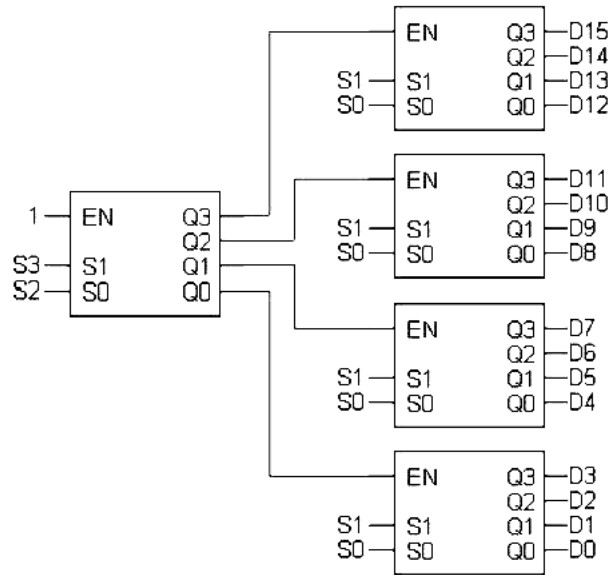 EN Q3 D15
Q2 D14
S1 S1 Q1 D13
S0 S0 Q0 D12
EN Q3 D11
Q2 D10
S1 S1 Q1 D9
S0 S0 Q0 D8
1 EN Q3
Q2
S3 S1 Q1
S2 S0 Q0
EN Q3 D7
Q2 D6
S1 S1 Q1 D5
S0 S0 Q0 D4
EN Q3 D3
Q2 D2
S1 S1 Q1 D1
S0 S0 Q0 D0